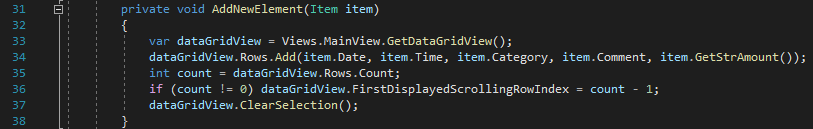 31 private void AddNewElement(Item item)
32 {
33 var dataGridView = Views.MainView.GetDataGridView();
34 dataGridView.Rows.Add(item.Date, item.Time, item.Category, item.Comment, item.GetStrAmount());
35 int count = dataGridView.Rows.Count;
36 if (count != 0) dataGridView.FirstDisplayedScrollingRowIndex = count - 1;
37 dataGridView.ClearSelection();
38 }